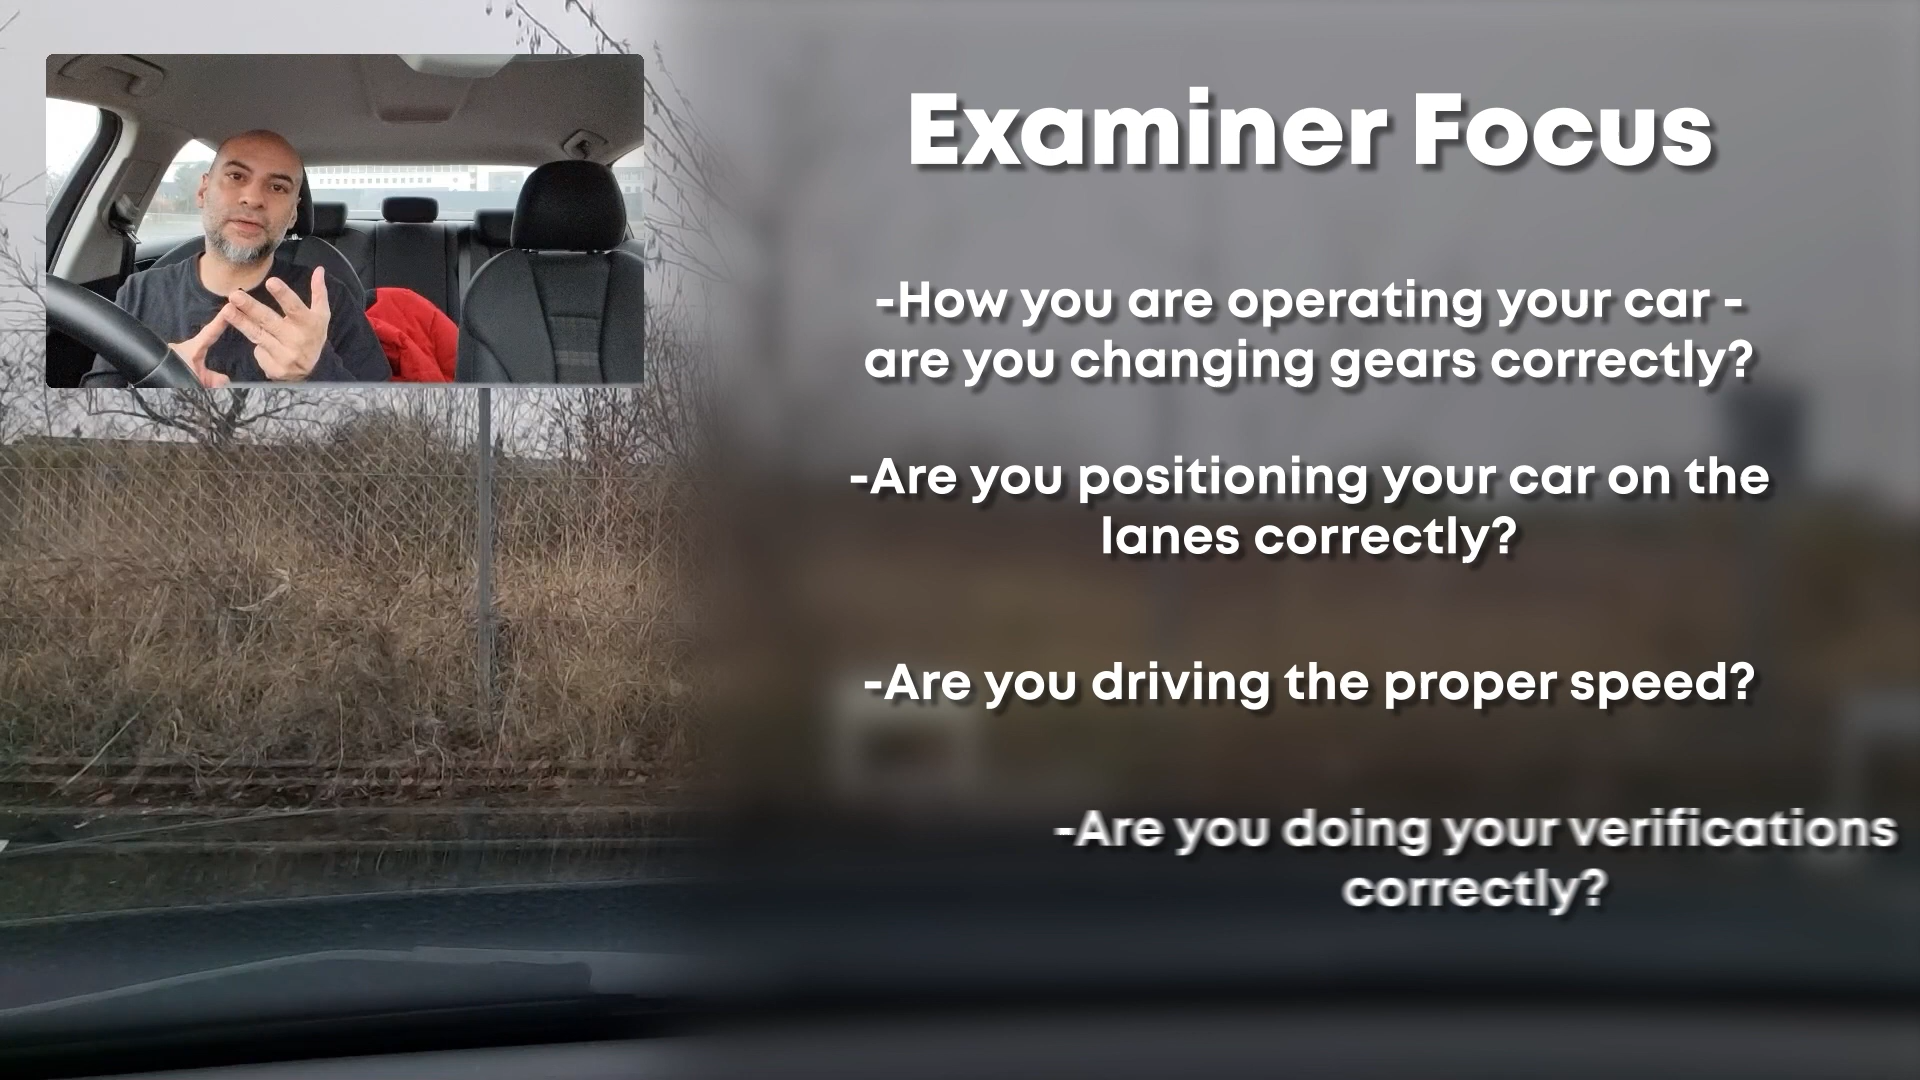 Examiner Focus
-How you are operating your car -
are you changing gears correctly?
-Are you positioning your car on the
lanes correctly?
-Are you driving the proper speed?
-Are you doing your verifications
correctly?